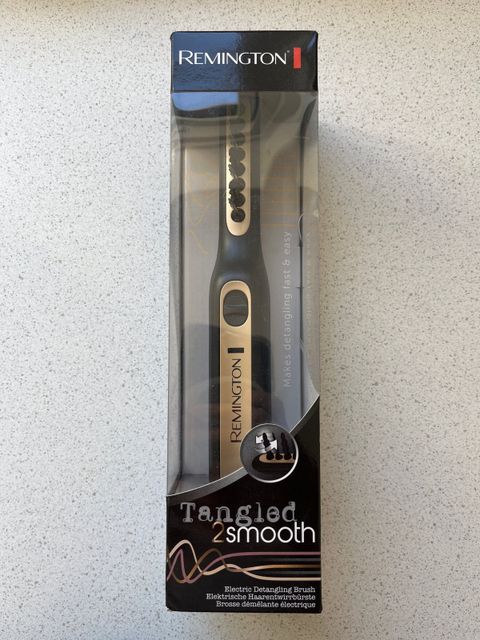 REMINGTON
Makes detangling fast & easy
REMINGTON
Tangled
2smooth
Electric Detangling Brush
Elektrische Haarentwirrbürste
Brosse démêlante électrique